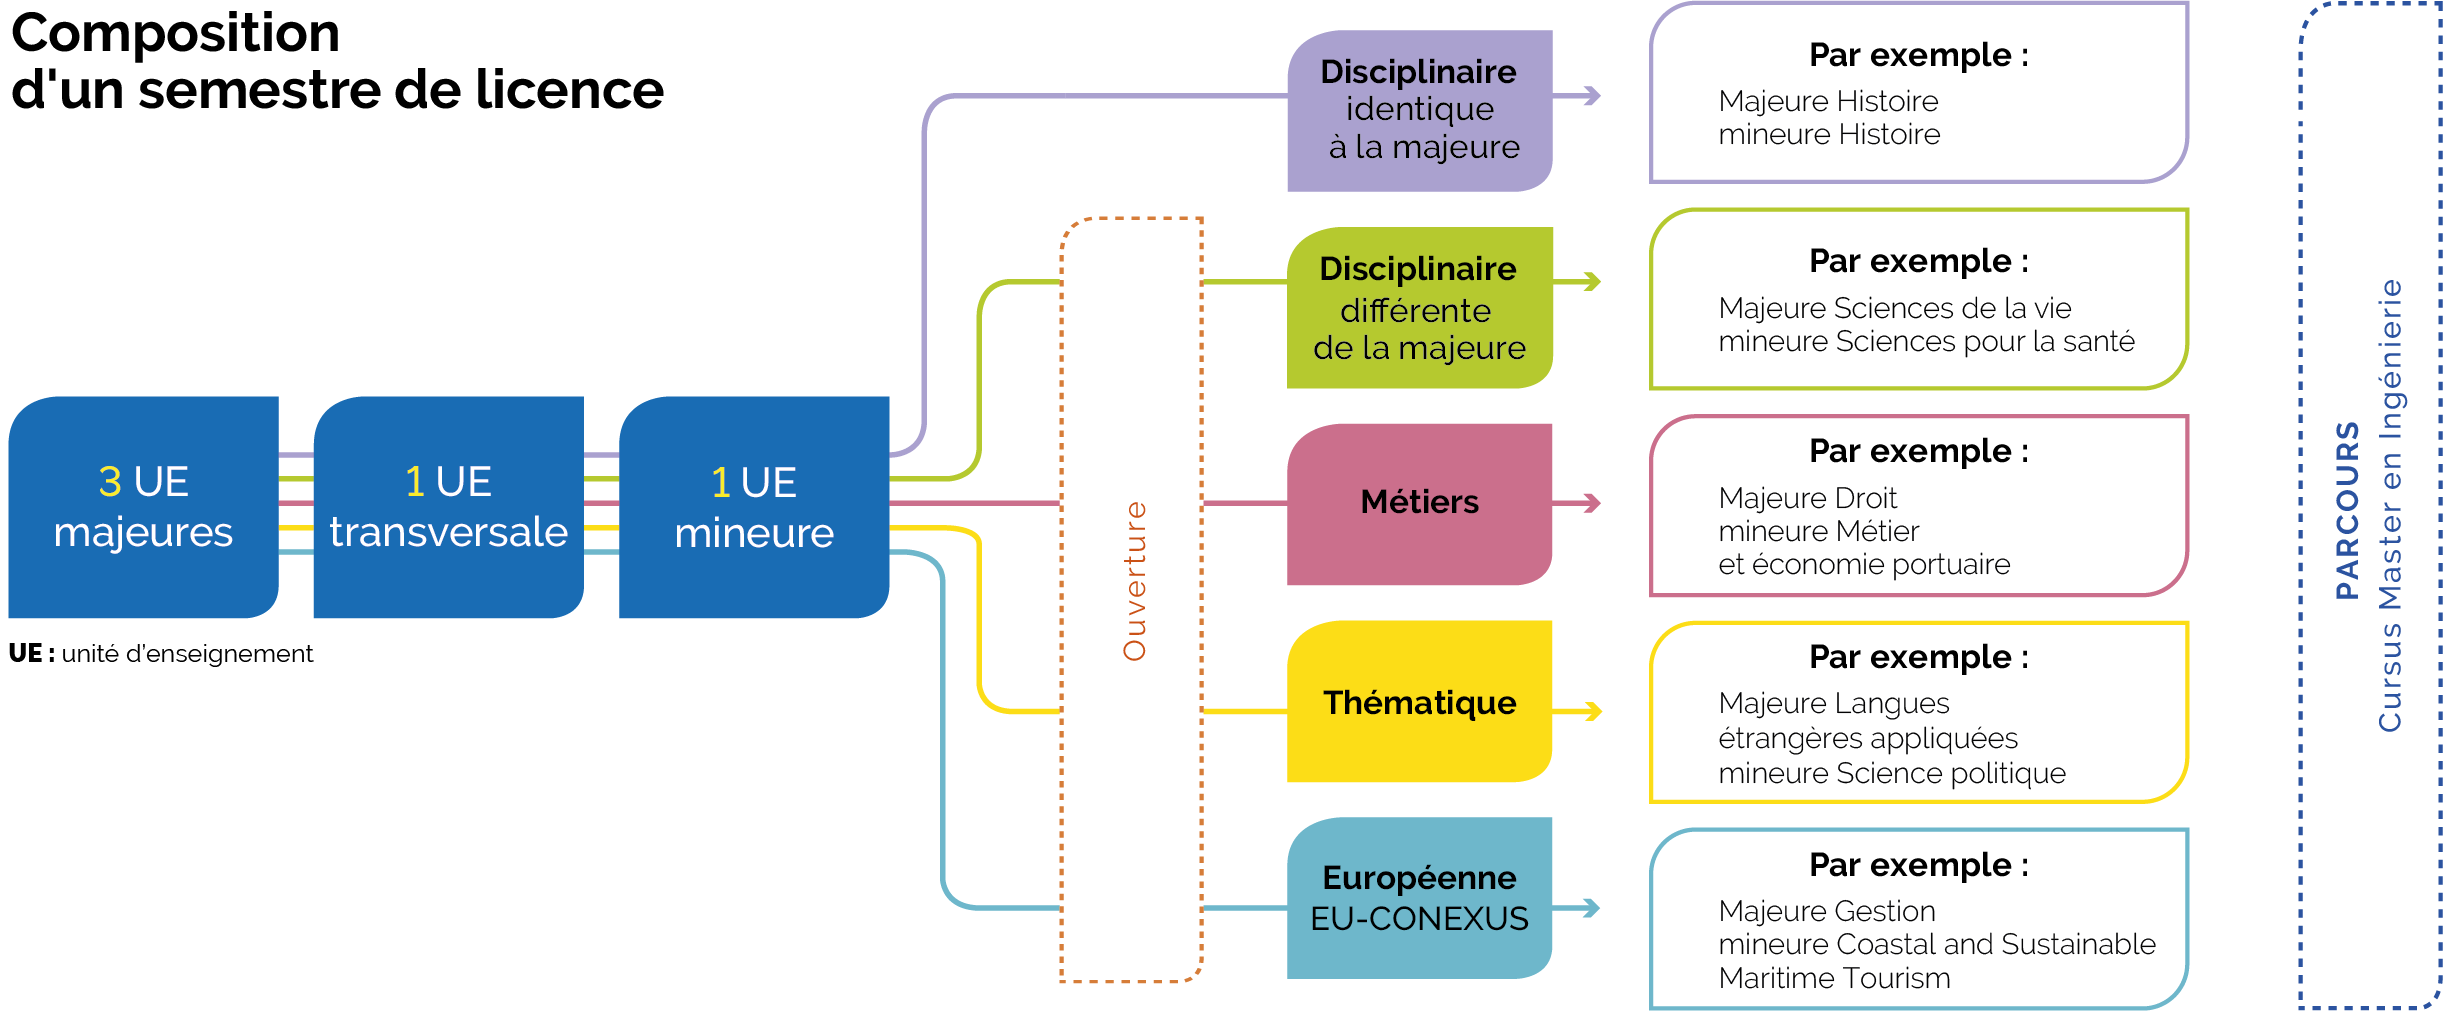 Composition
d'un semestre de licence
3 UE
majeures
1 UE
transversale
1 UE
mineure
UE : unité d'enseignement
Ouverture
Disciplinaire
identique
à la majeure
Par exemple :
Majeure Histoire
mineure Histoire
Disciplinaire
différente
de la majeure
Par exemple :
Majeure Sciences de la vie
mineure Sciences pour la santé
Métiers
Par exemple :
Majeure Droit
mineure Métier
et économie portuaire
Thématique
Par exemple :
Majeure Langues
étrangères appliquées
mineure Science politique
Européenne
EU-CONEXUS
Par exemple :
Majeure Gestion
mineure Coastal and Sustainable
Maritime Tourism
PARCOURS
Cursus Master en Ingénierie